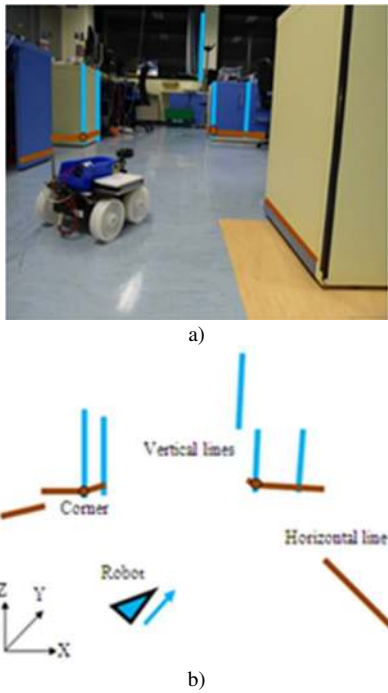 a)
Vertical lines
Corner
Horizontal line
Robot
Z
Y
X
b)